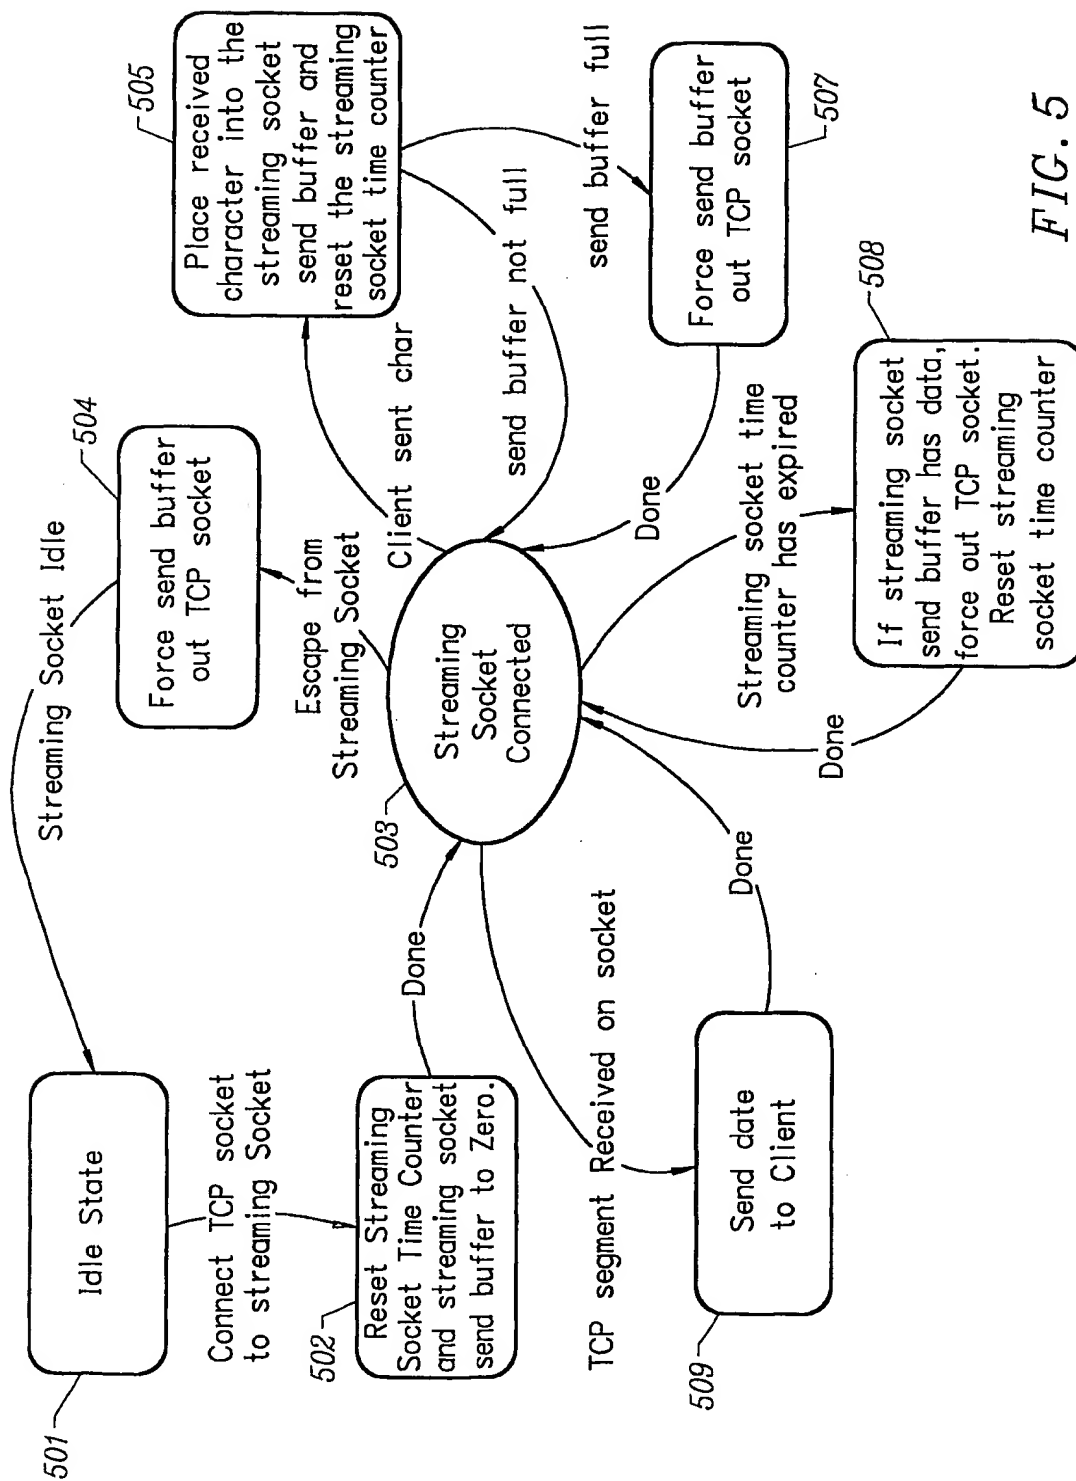 501
Idle State
Connect TCP socket
to streaming Socket
502
Reset Streaming
Socket Time Counter
and streaming socket
send buffer to Zero.
Done
503
Streaming
Socket
Connected
Escape from
Streaming Socket
504
Force send buffer
out TCP socket
Streaming Socket Idle
Client sent char
505
Place received
character into the
streaming socket
send buffer and
reset the streaming
socket time counter
send buffer not full
send buffer full
507
Force send buffer
out TCP socket
Done
Streaming socket time
counter has expired
508
If streaming socket
send buffer has data,
force out TCP socket.
Reset streaming
socket time counter
Done
TCP segment Received on socket
509
Send date
to Client
Done
FIG. 5